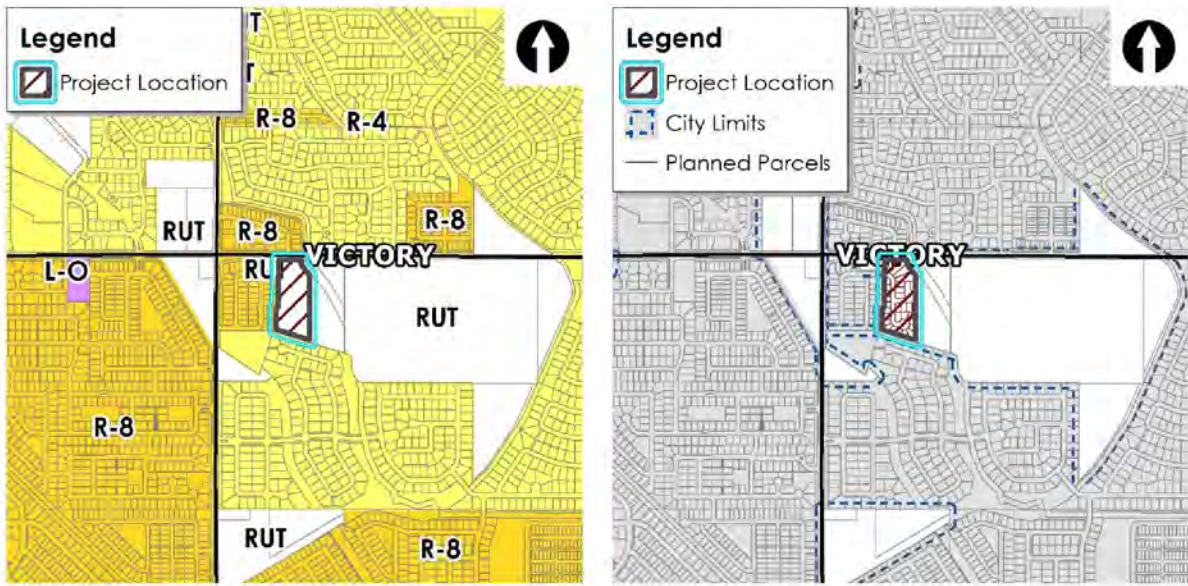 Legend
Project Location
T
T
R-8
R-4
RUT
R-8
R-8
VICTORY
L-O
RU
RUT
R-8
RUT
R-8
Legend
Project Location
City Limits
Planned Parcels
VICTORY